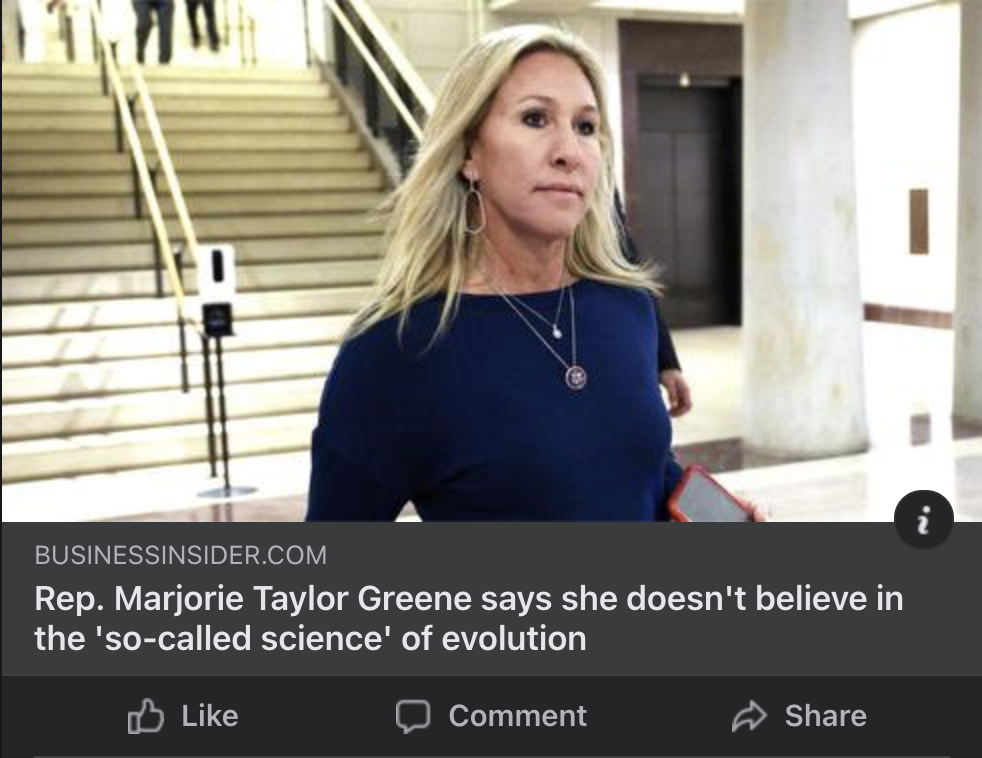 BUSINESSINSIDER.COM
Rep. Marjorie Taylor Greene says she doesn't believe in
the 'so-called science' of evolution
Like Comment Share